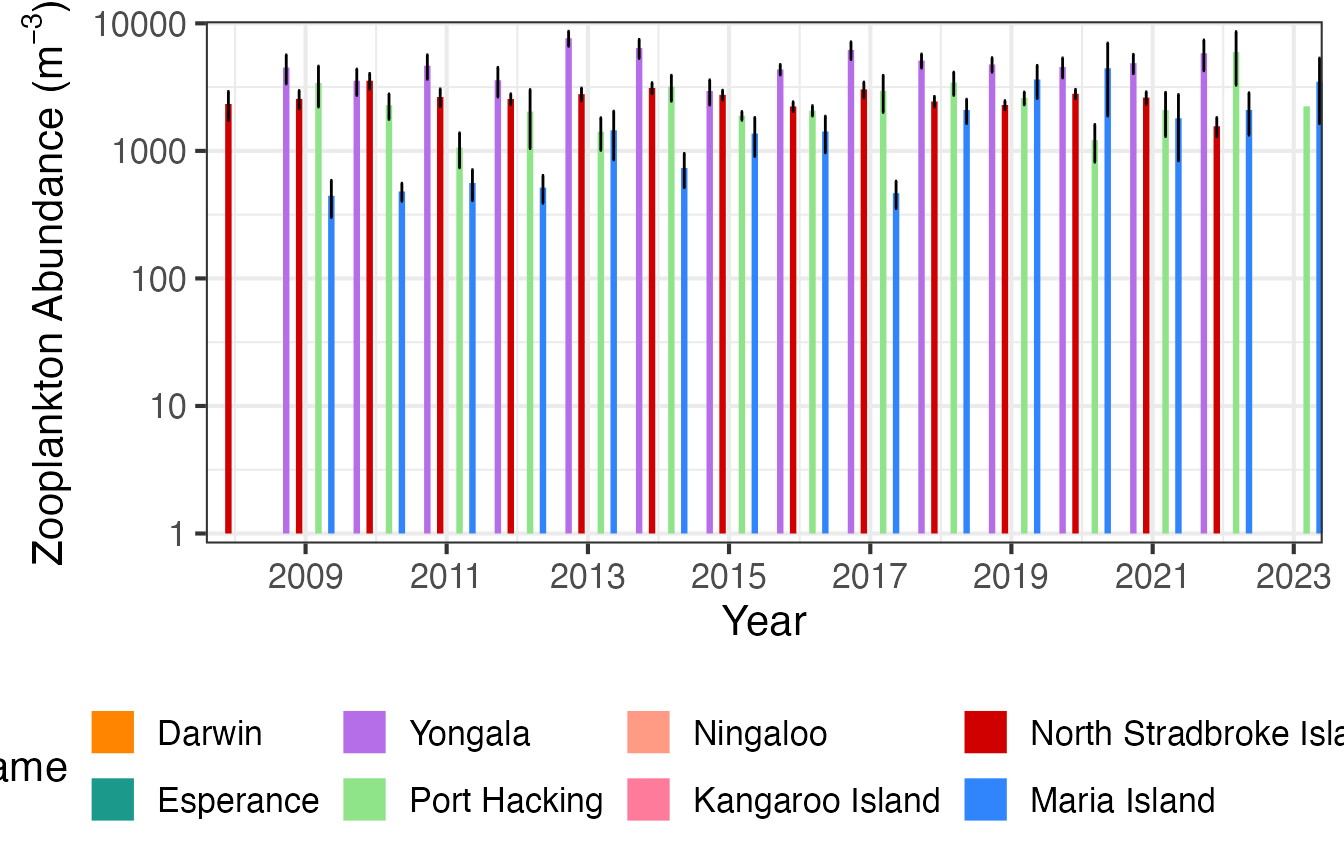 Zooplankton Abundance (m⁻³)
10000
1000
100
10
1
2009 2011 2013 2015 2017 2019 2021 2023
Year
ame
Darwin Yongala Ningaloo North Stradbroke Isla
Esperance Port Hacking Kangaroo Island Maria Island